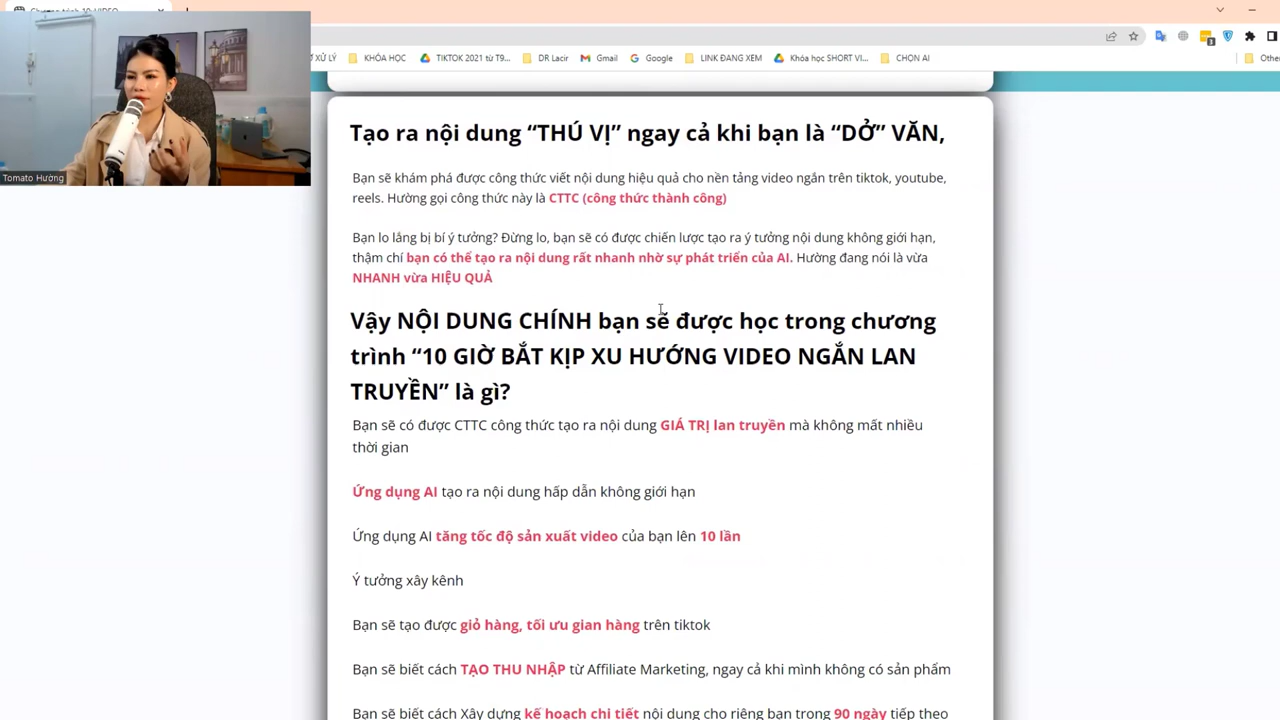 Chương trình 10 VIDEO
XỬ LÝ
KHÓA HỌC
TIKTOK 2021 từ T9...
DR Lacir
Gmail
Google
LINK ĐANG XEM
Khóa học SHORT VI...
CHỌN AI
Other
Tomato Hường
Tạo ra nội dung “THÚ VỊ” ngay cả khi bạn là “DỞ” VĂN,
Bạn sẽ khám phá được công thức viết nội dung hiệu quả cho nền tảng video ngắn trên tiktok, youtube,
reels. Hường gọi công thức này là CTTC (công thức thành công)
Bạn lo lắng bị bí ý tưởng? Đừng lo, bạn sẽ có được chiến lược tạo ra ý tưởng nội dung không giới hạn,
thậm chí bạn có thể tạo ra nội dung rất nhanh nhờ sự phát triển của AI. Hường đang nói là vừa
NHANH vừa HIỆU QUẢ
Vậy NỘI DUNG CHÍNH bạn sẽ được học trong chương
trình “10 GIỜ BẮT KỊP XU HƯỚNG VIDEO NGẮN LAN
TRUYỀN” là gì?
Bạn sẽ có được CTTC công thức tạo ra nội dung GIÁ TRỊ lan truyền mà không mất nhiều
thời gian
Ứng dụng AI tạo ra nội dung hấp dẫn không giới hạn
Ứng dụng AI tăng tốc độ sản xuất video của bạn lên 10 lần
Ý tưởng xây kênh
Bạn sẽ tạo được giỏ hàng, tối ưu gian hàng trên tiktok
Bạn sẽ biết cách TẠO THU NHẬP từ Affiliate Marketing, ngay cả khi mình không có sản phẩm
Bạn sẽ biết cách Xây dựng kế hoạch chi tiết nội dung cho riêng bạn trong 90 ngày tiếp theo